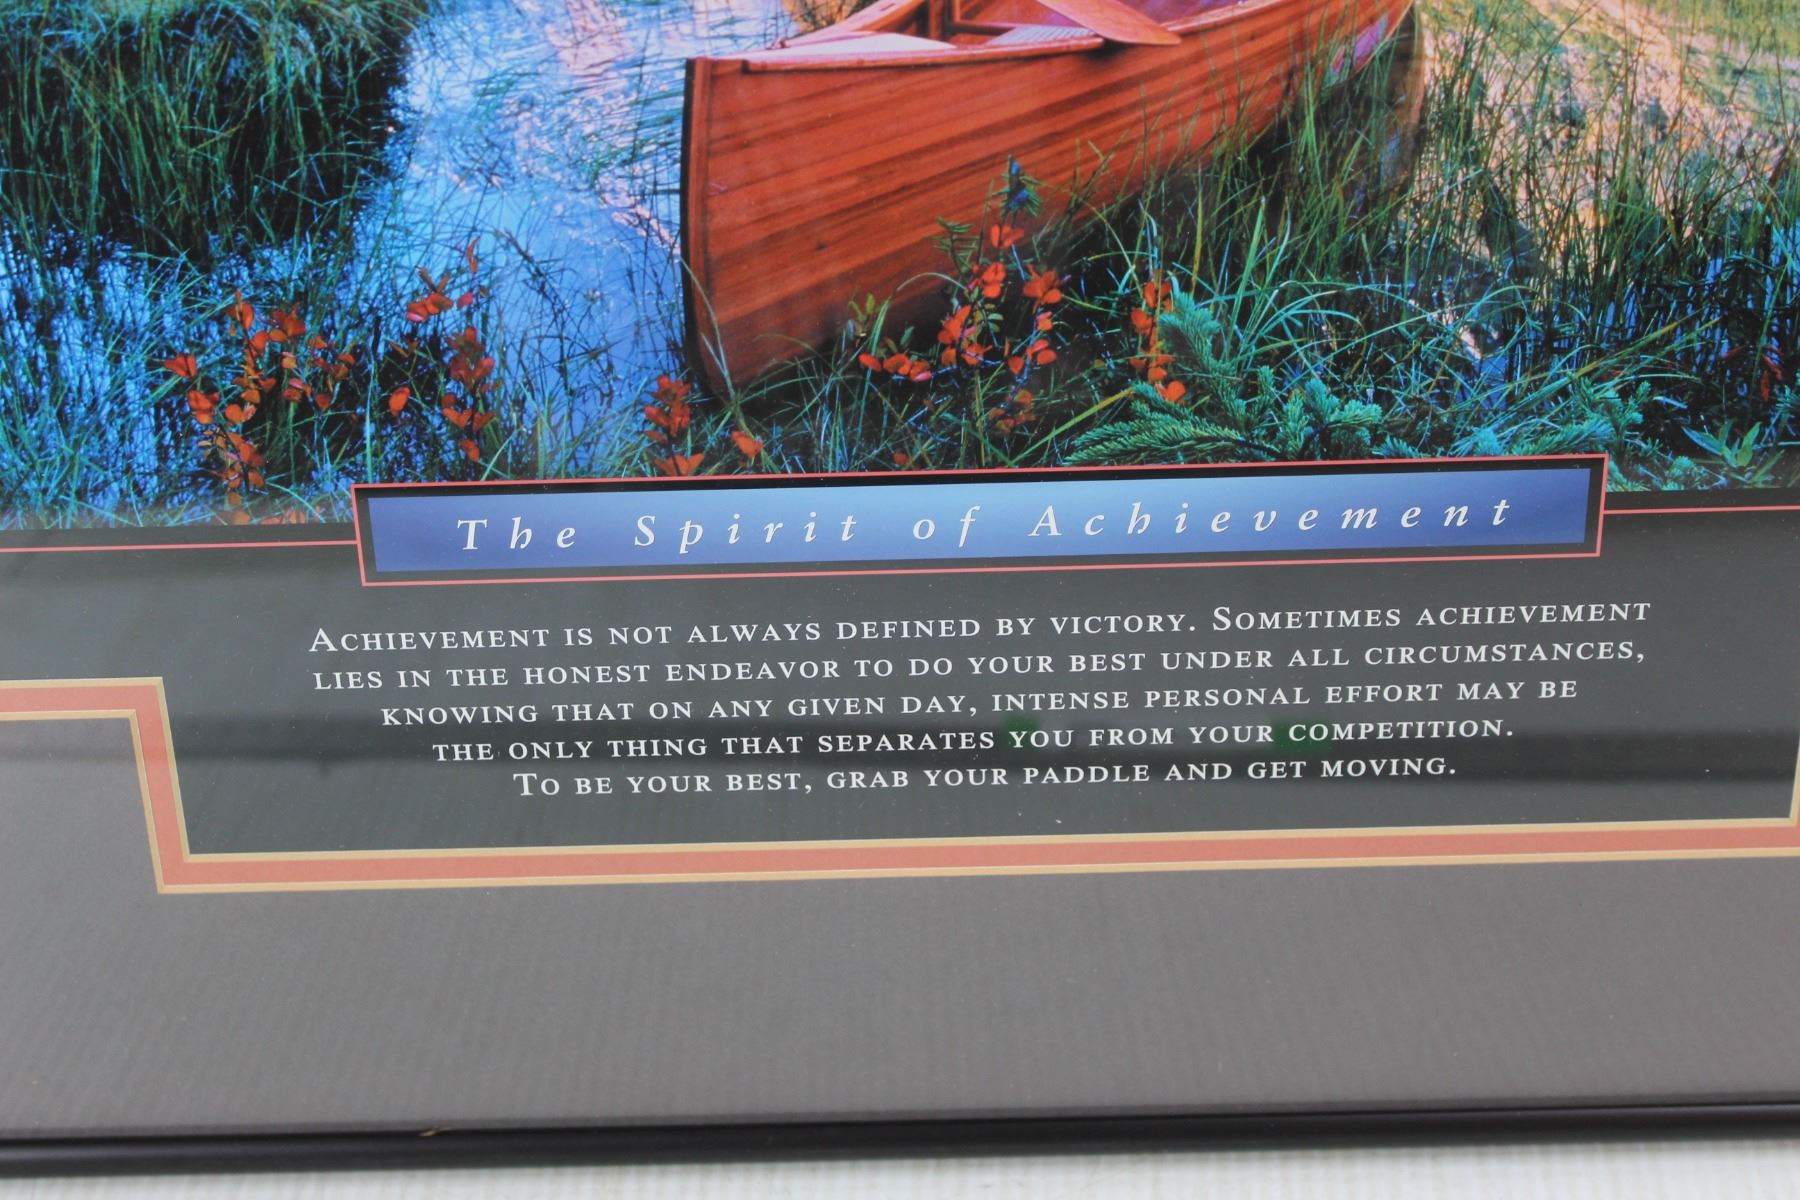 The Spirit of Achievement
Achievement is not always defined by victory. Sometimes achievement
lies in the honest endeavor to do your best under all circumstances,
knowing that on any given day, intense personal effort may be
the only thing that separates you from your competition.
To be your best, grab your paddle and get moving.